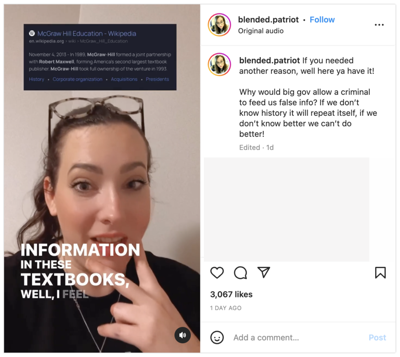 McGraw Hill Education - Wikipedia
November 4, 2013 - In 1989, McGraw-Hill formed a joint partnership
with Robert Maxwell, forming America's second largest textbook
publisher. McGraw-Hill took full ownership of the venture in 1993.
History · Corporate organization · Acquisitions · Presidents
INFORMATION
IN THESE
TEXTBOOKS,
WELL, I FEEL
blended.patriot • Follow
Original audio
blended.patriot If you needed
another reason, well here ya have it!
Why would big gov allow a criminal
to feed us false info? If we don't
know history it will repeat itself, if we
don't know better we can't do
better!
Edited · 1d
3,067 likes
1 DAY AGO
Add a comment...
Post